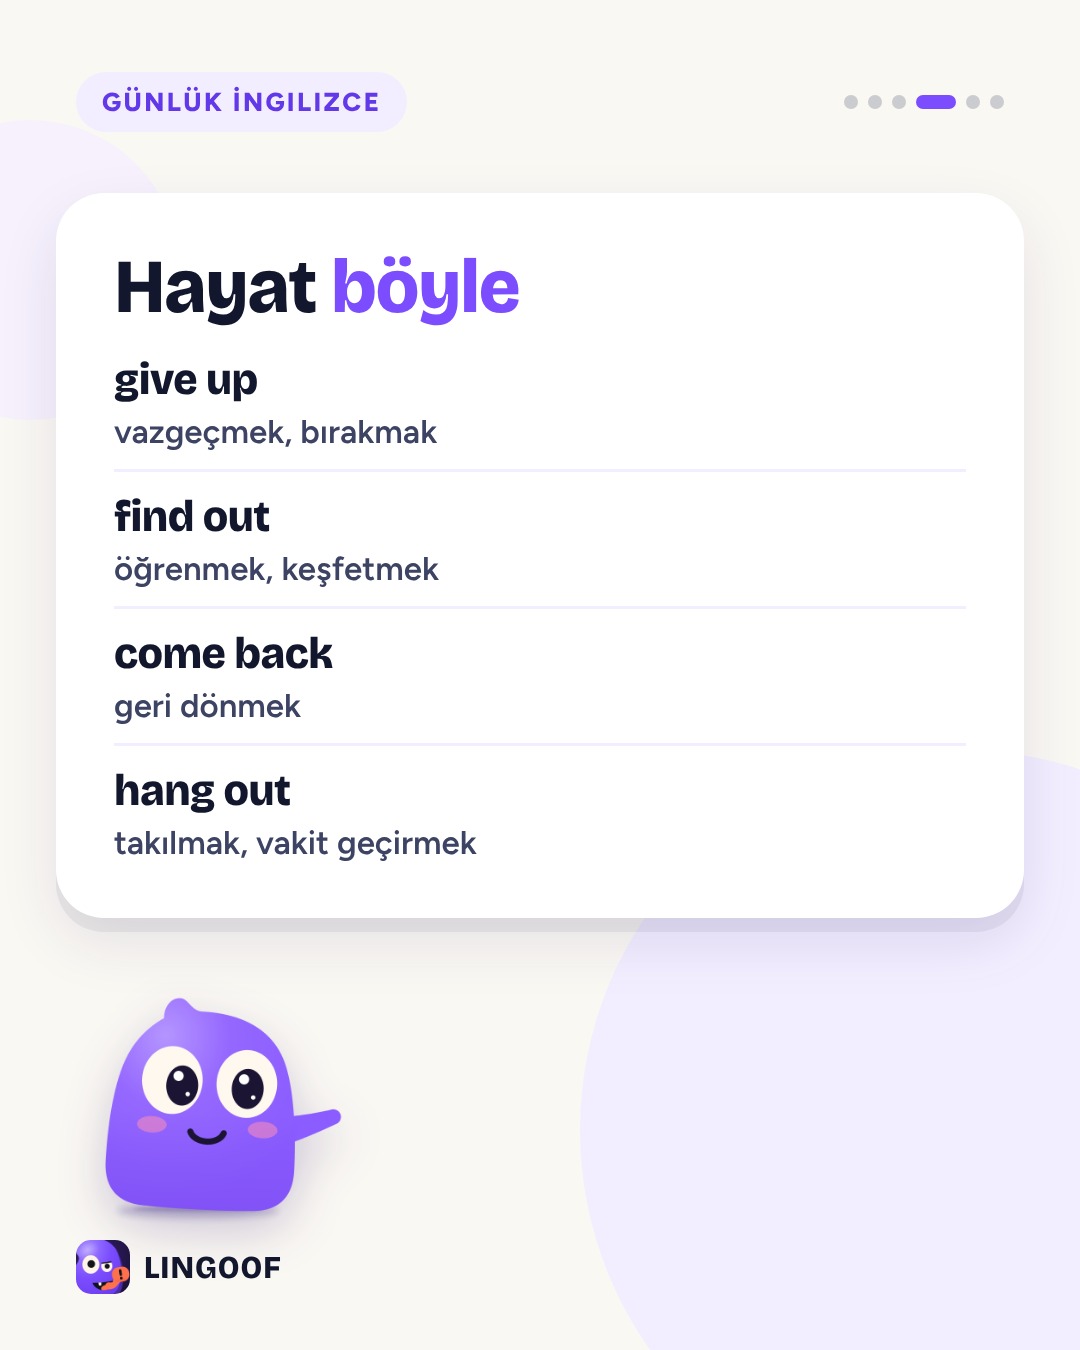 GÜNLÜK İNGILIZCE
Hayat böyle
give up
vazgeçmek, bırakmak
find out
öğrenmek, keşfetmek
come back
geri dönmek
hang out
takılmak, vakit geçirmek
LINGOOF